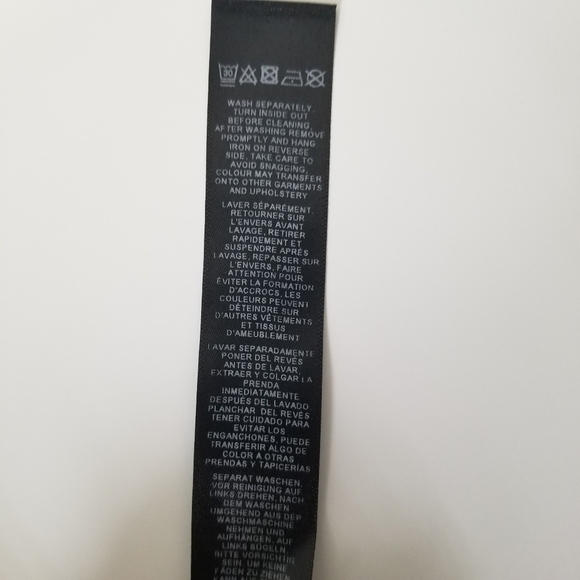 30
WASH SEPARATELY.
TURN INSIDE OUT
BEFORE CLEANING,
AFTER WASHING REMOVE
PROMPTLY AND HANG
IRON ON REVERSE
SIDE, TAKE CARE TO
AVOID SNAGGING,
COLOUR MAY TRANSFER
ONTO OTHER GARMENTS
AND UPHOLSTERY
LAVER SÉPARÉMENT,
RETOURNER SUR
L'ENVERS AVANT
LAVAGE, RETIRER
RAPIDEMENT ET
SUSPENDRE APRÈS
LAVAGE, REPASSER SUR
L'ENVERS, FAIRE
ATTENTION POUR
ÉVITER LA FORMATION
D'ACCROCS, LES
COULEURS PEUVENT
DÉTEINDRE SUR
D'AUTRES VÊTEMENTS
ET TISSUS
D'AMEUBLEMENT
LAVAR SEPARADAMENTE
PONER DEL REVÉS
ANTES DE LAVAR,
EXTRAER Y COLGAR LA
PRENDA
INMEDIATAMENTE
DESPUÉS DEL LAVADO
PLANCHAR DEL REVÉS
TENER CUIDADO PARA
EVITAR LOS
ENGANCHONES, PUEDE
TRANSFERIR ALGO DE
COLOR A OTRAS
PRENDAS Y TAPICERÍAS
SEPARAT WASCHEN,
VOR REINIGUNG AUF
LINKS DREHEN, NACH
DEM WASCHEN
UMGEHEND AUS DER
WASCHMASCHINE
NEHMEN UND
AUFHÄNGEN, AUF
LINKS BÜGELN,
BITTE VORSICHTIG
SEIN, UM KEINE
FÄDEN ZU ZIEHEN